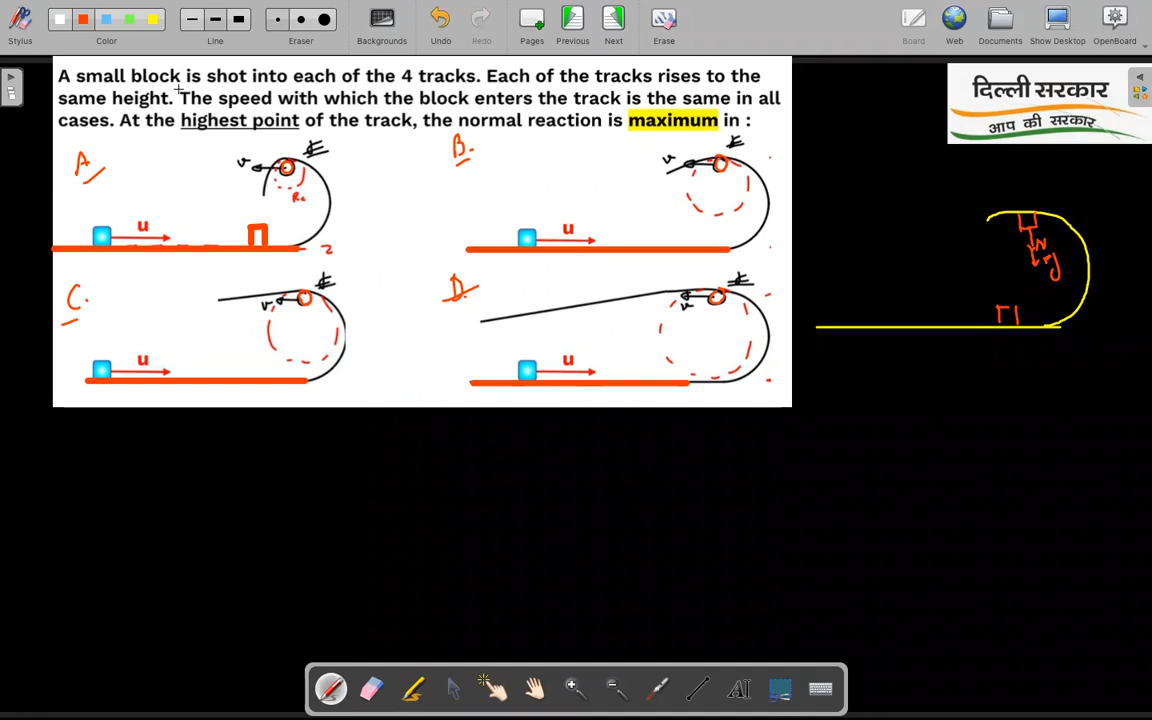 Stylus
Color
Line
Eraser
Backgrounds
Undo
Redo
Pages
Previous
Next
Erase
Board
Web
Documents
Show Desktop
OpenBoard
A small block is shot into each of the 4 tracks. Each of the tracks rises to the
same height. The speed with which the block enters the track is the same in all
cases. At the highest point of the track, the normal reaction is maximum in :
दिल्ली सरकार
आप की सरकार
A
v
u
B.
v
u
C.
v
u
D.
v
u
N
mg
AI